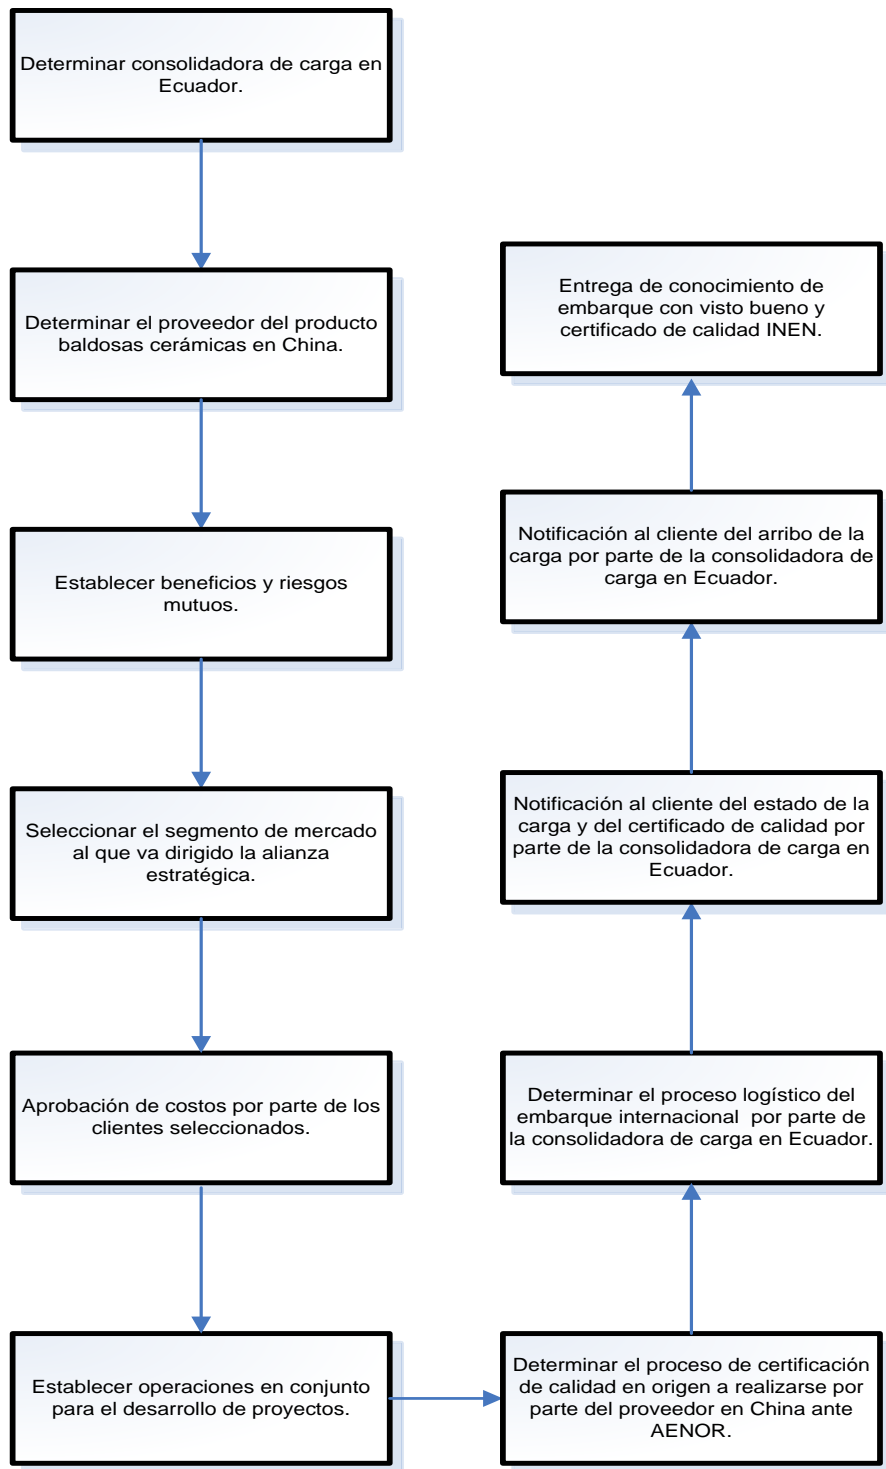 Determinar consolidadora de carga en
Ecuador.
Determinar el proveedor del producto
baldosas cerámicas en China.
Establecer beneficios y riesgos
mutuos.
Seleccionar el segmento de mercado
al que va dirigido la alianza
estratégica.
Aprobación de costos por parte de los
clientes seleccionados.
Establecer operaciones en conjunto
para el desarrollo de proyectos.
Determinar el proceso de certificación
de calidad en origen a realizarse por
parte del proveedor en China ante
AENOR.
Determinar el proceso logístico del
embarque internacional  por parte de
la consolidadora de carga en Ecuador.
Notificación al cliente del estado de la
carga y del certificado de calidad por
parte de la consolidadora de carga en
Ecuador.
Notificación al cliente del arribo de la
carga por parte de la consolidadora de
carga en Ecuador.
Entrega de conocimiento de
embarque con visto bueno y
certificado de calidad INEN.